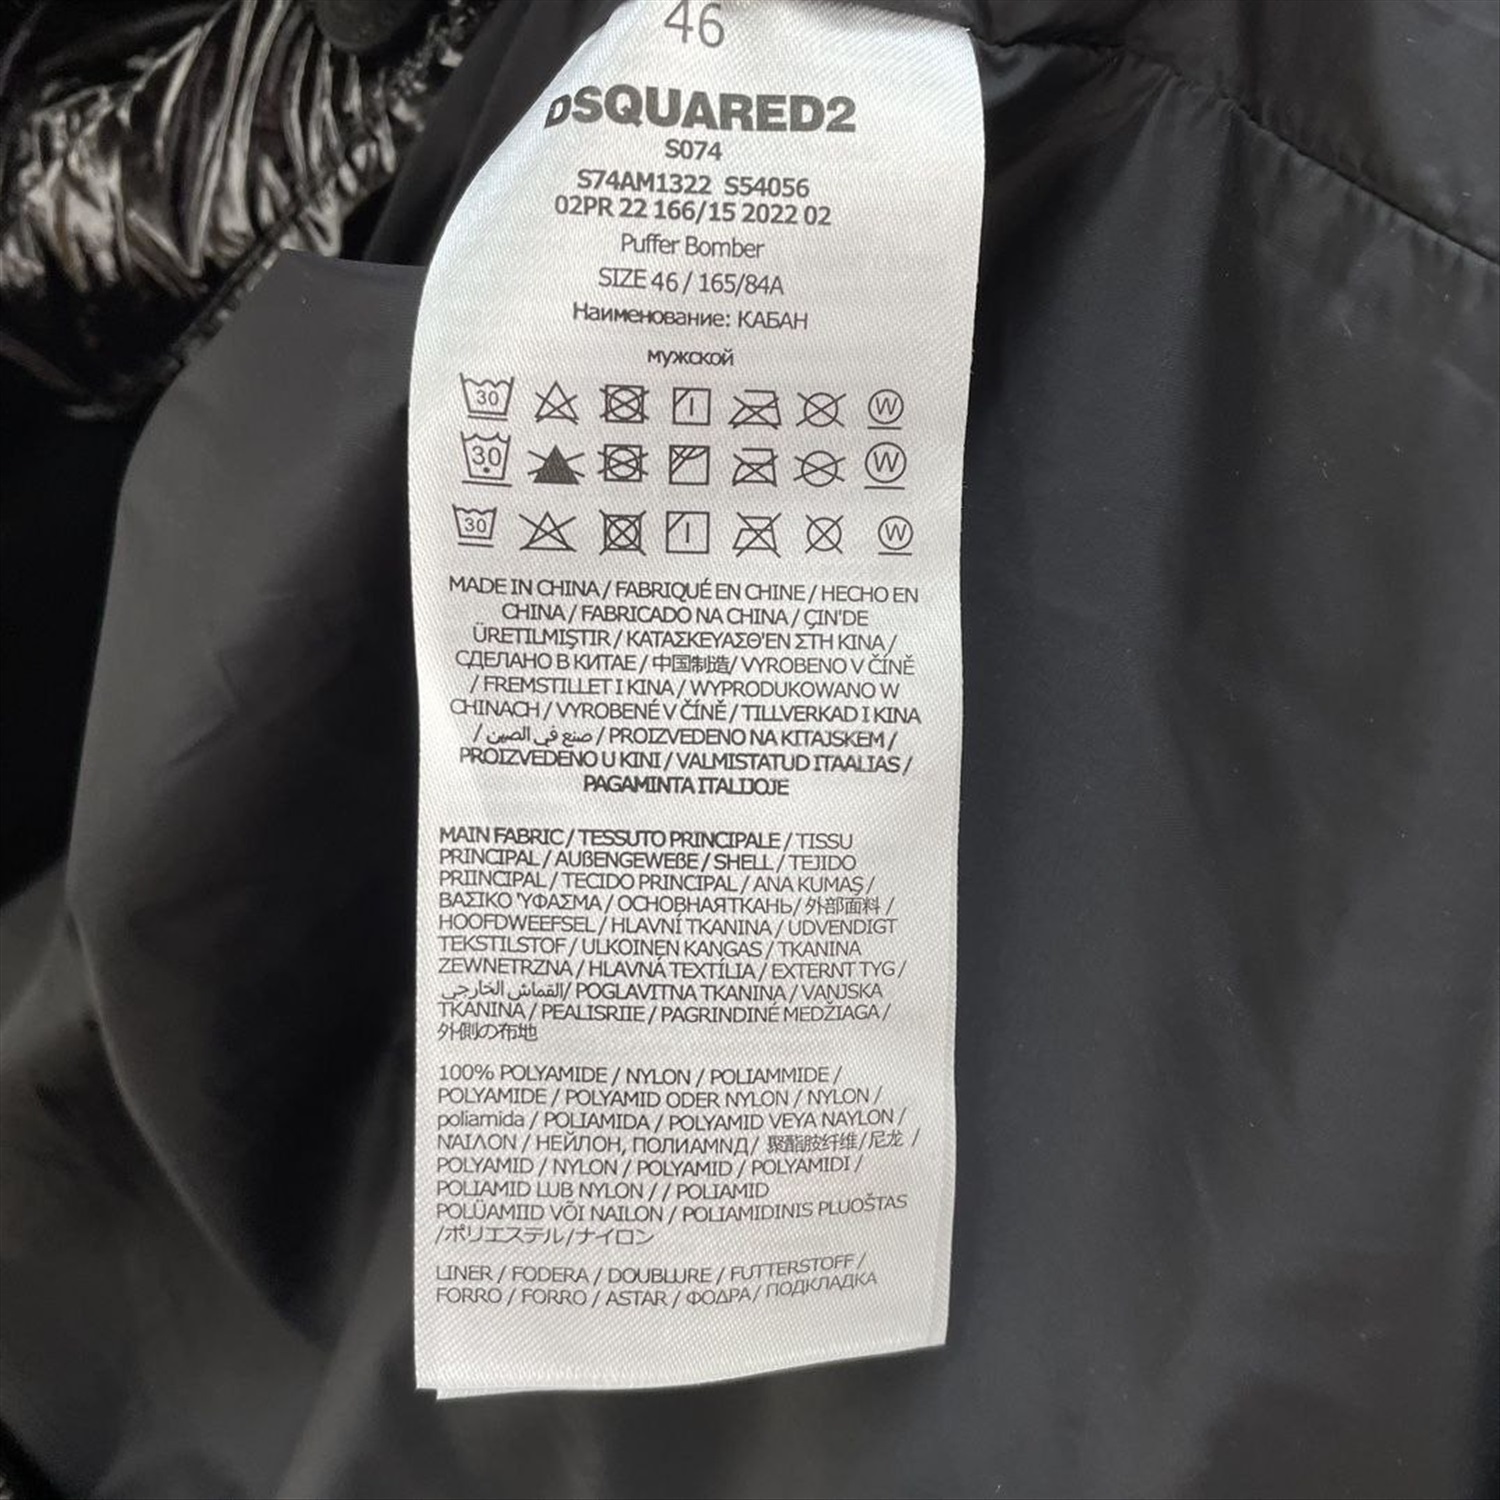 46
DSQUARED2
S074
S74AM1322 S54056
02PR 22 166/15 2022 02
Puffer Bomber
SIZE 46 / 165/84A
Наименование: КАБАН
мужской
30 W
30 W
30 W
MADE IN CHINA / FABRIQUÉ EN CHINE / HECHO EN
CHINA / FABRICADO NA CHINA / ÇIN'DE
ÜRETILMIŞTIR / ΚΑΤΑΣΚΕΥΑΣΘ'ΕΝ ΣΤΗ ΚΙΝΑ /
СДЕЛАНО В КИТАЕ / 中国制造 / VYROBENO V ČÍNĚ
/ FREMSTILLET I KINA / WYPRODUKOWANO W
CHINACH / VYROBENÉ V ČÍNĚ / TILLVERKAD I KINA
/ صنع في الصين / PROIZVEDENO NA KITAJSKEM /
PROIZVEDENO U KINI / VALMISTATUD ITAALIAS /
PAGAMINTA ITALIJOJE
MAIN FABRIC / TESSUTO PRINCIPALE / TISSU
PRINCIPAL / AUßENGEWEßE / SHELL / TEJIDO
PRIINCIPAL / TECIDO PRINCIPAL / ANA KUMAŞ /
ΒΑΣΙΚΟ 'ΥΦΑΣΜΑ / ОСНОВНАЯТКАНЬ / 外部面料 /
HOOFDWEEFSEL / HLAVNÍ TKANINA / UDVENDIGT
TEKSTILSTOF / ULKOINEN KANGAS / TKANINA
ZEWNETRZNA / HLAVNÁ TEXTÍLIA / EXTERNT TYG /
القماش الخارجي / POGLAVITNA TKANINA / VANJSKA
TKANINA / PEALISRIIE / PAGRINDINĖ MEDŽIAGA /
外側の布地
100% POLYAMIDE / NYLON / POLIAMMIDE /
POLYAMIDE / POLYAMID ODER NYLON / NYLON /
poliamida / POLIAMIDA / POLYAMID VEYA NAYLON /
ΝΑΙΛΟΝ / НЕЙЛОН, ПОЛИАМИД / 聚酯胺纤维/尼龙 /
POLYAMID / NYLON / POLYAMID / POLYAMIDI /
POLIAMID LUB NYLON / / POLIAMID
POLÜAMIID VÕI NAILON / POLIAMIDINIS PLUOŠTAS
/ポリエステル/ナイロン
LINER / FODERA / DOUBLURE / FUTTERSTOFF /
FORRO / FORRO / ASTAR / ΦΟΔΡΑ / ПОДКЛАДКА